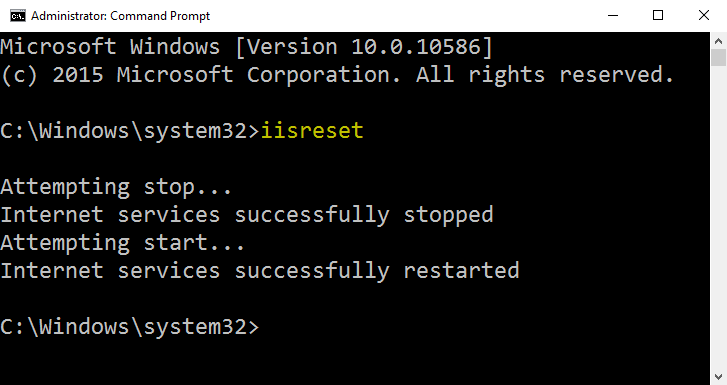 Administrator: Command Prompt
Microsoft Windows [Version 10.0.10586]
(c) 2015 Microsoft Corporation. All rights reserved.
C:\Windows\system32>iisreset
Attempting stop...
Internet services successfully stopped
Attempting start...
Internet services successfully restarted
C:\Windows\system32>